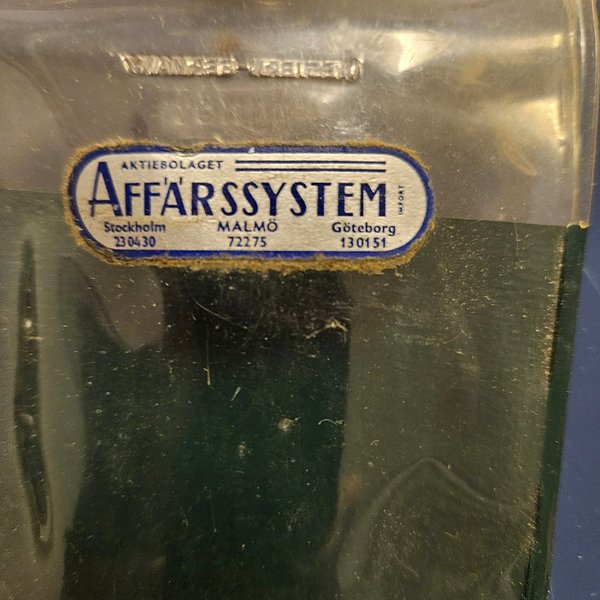 AKTIEBOLAGET
AFFÄRSSYSTEM
IMPORT
Stockholm MALMÖ Göteborg
230430 72275 130151